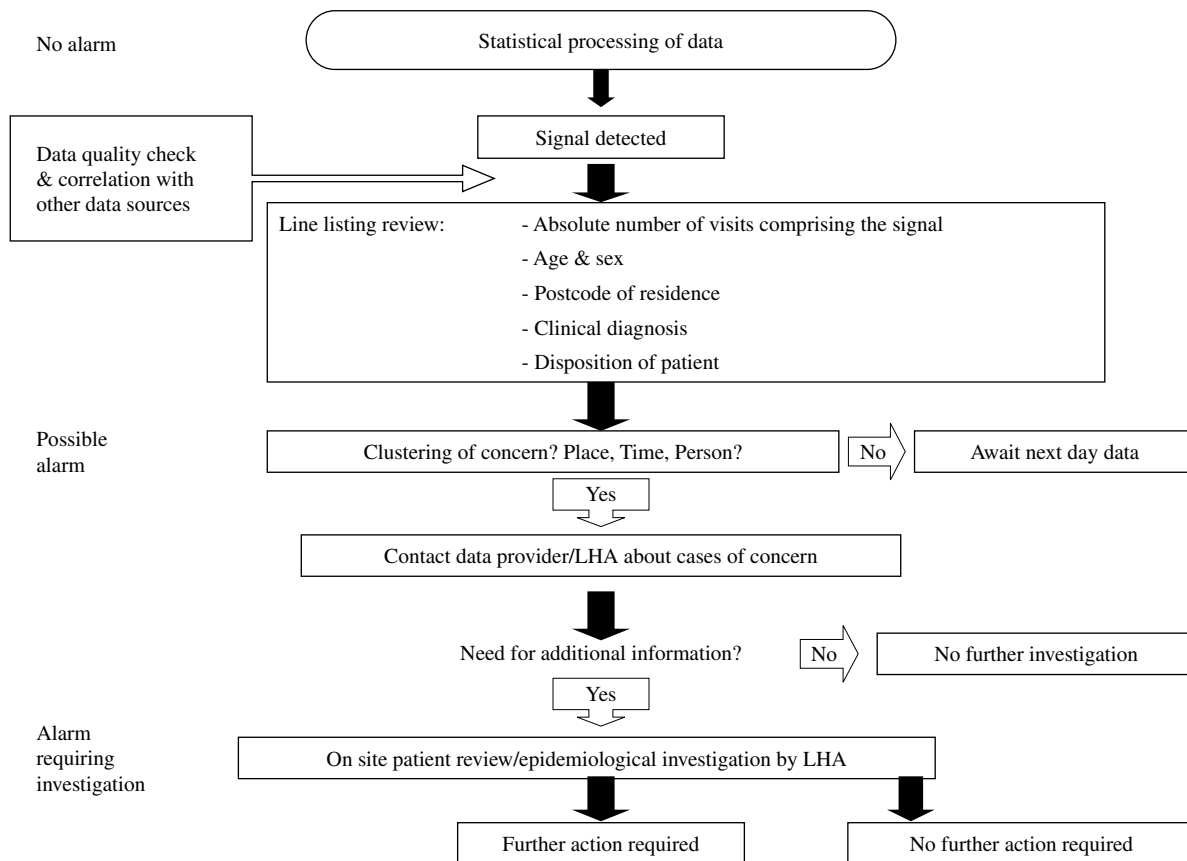 No alarm
Statistical processing of data
Signal detected
Data quality check
& correlation with
other data sources
Line listing review:
- Absolute number of visits comprising the signal
- Age & sex
- Postcode of residence
- Clinical diagnosis
- Disposition of patient
Possible
alarm
Clustering of concern? Place, Time, Person?
No
Await next day data
Yes
Contact data provider/LHA about cases of concern
Need for additional information?
No
No further investigation
Yes
Alarm
requiring
investigation
On site patient review/epidemiological investigation by LHA
Further action required
No further action required